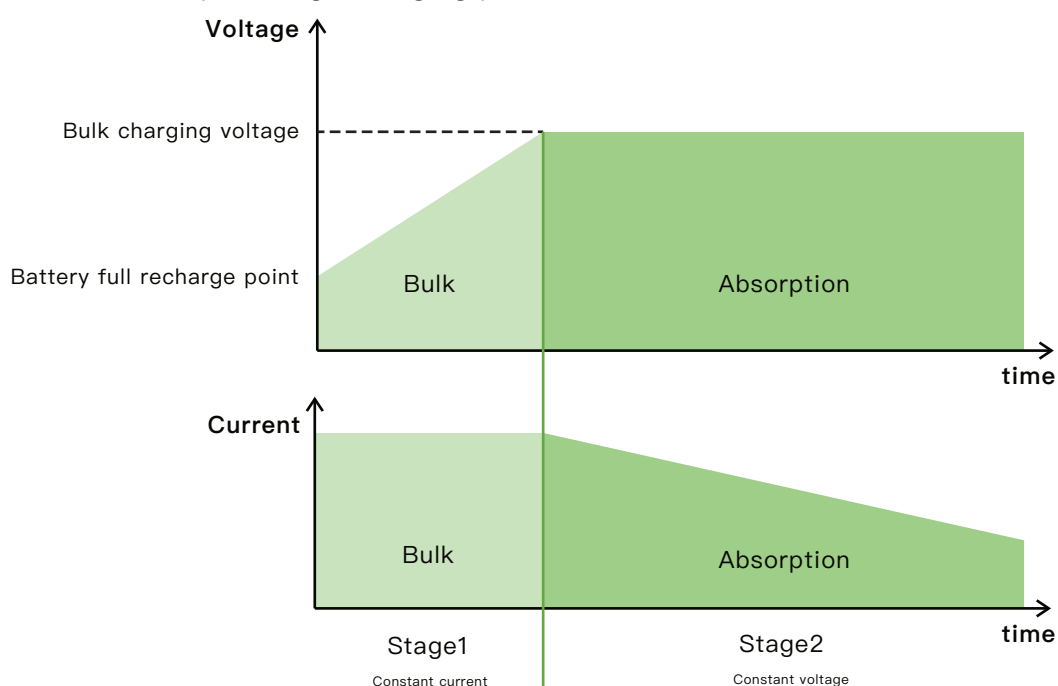 Voltage
Bulk charging voltage
Battery full recharge point
Bulk
Absorption
time
Current
Bulk
Absorption
time
Stage1
Stage2
Constant current
Constant voltage